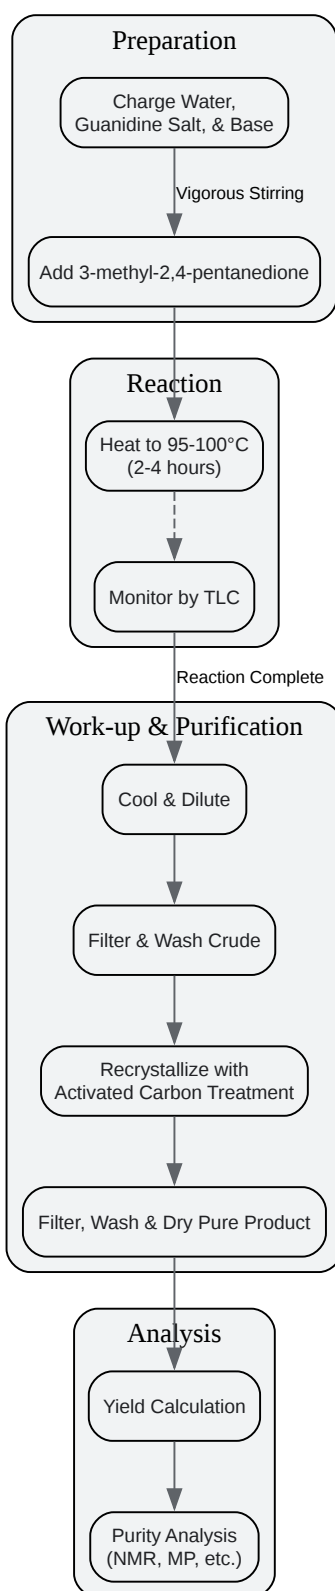 Preparation
Charge Water,
Guanidine Salt, & Base
Vigorous Stirring
Add 3-methyl-2,4-pentanedione
Reaction
Heat to 95-100°C
(2-4 hours)
Monitor by TLC
Reaction Complete
Work-up & Purification
Cool & Dilute
Filter & Wash Crude
Recrystallize with
Activated Carbon Treatment
Filter, Wash & Dry Pure Product
Analysis
Yield Calculation
Purity Analysis
(NMR, MP, etc.)